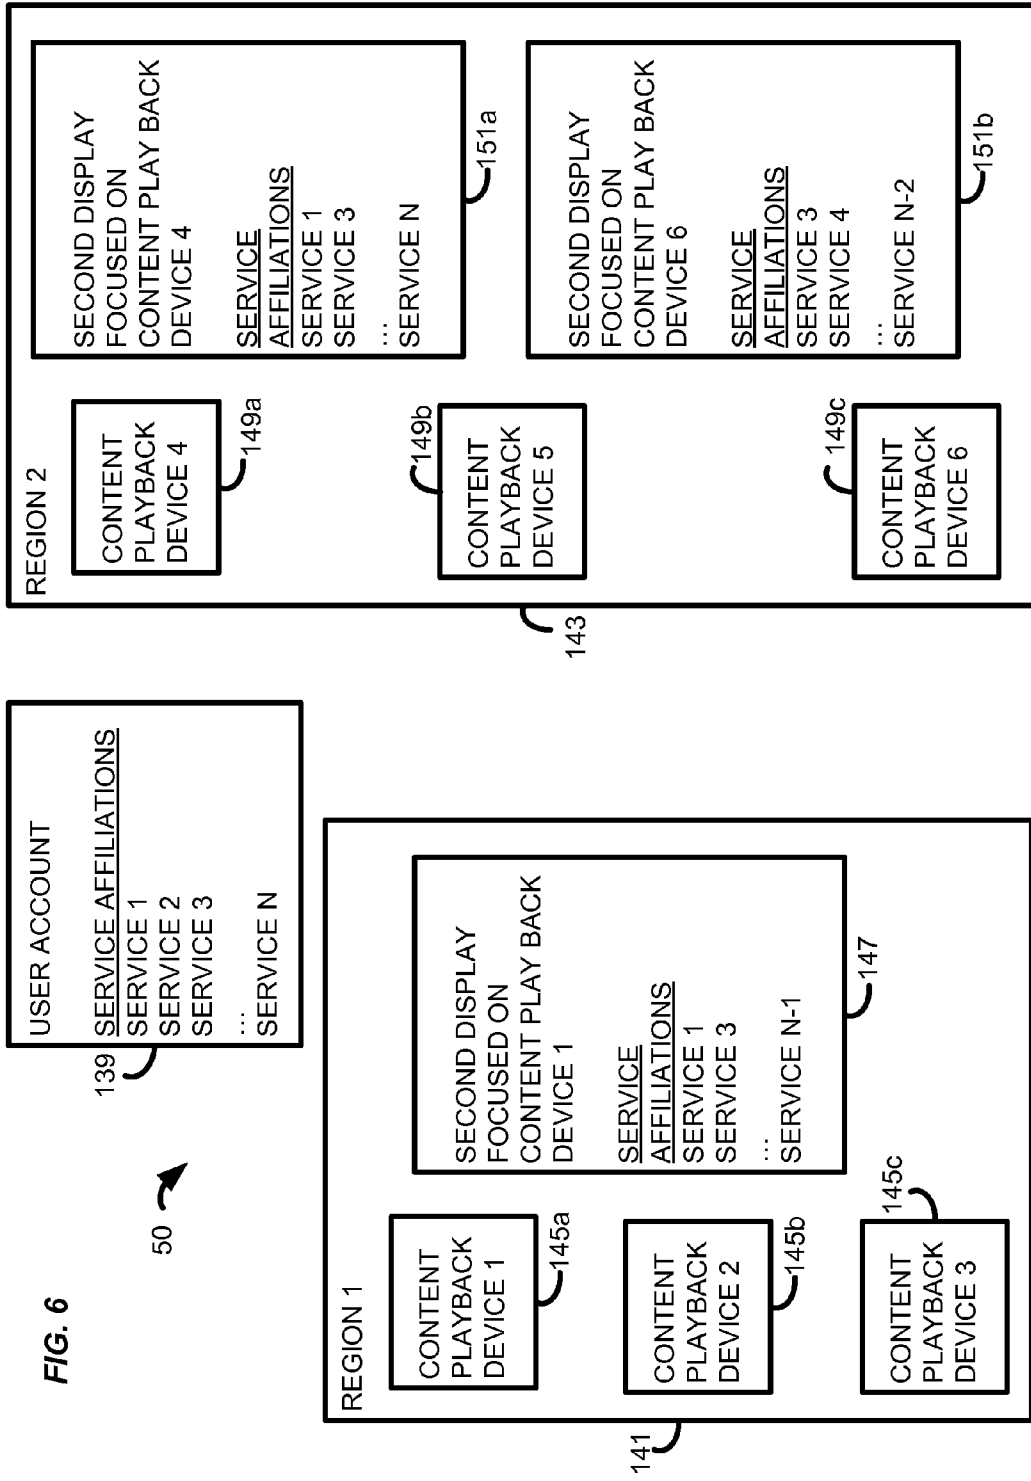 FIG. 6
50
139
USER ACCOUNT
SERVICE AFFILIATIONS
SERVICE 1
SERVICE 2
SERVICE 3
...
SERVICE N
141
REGION 1
CONTENT
PLAYBACK
DEVICE 1
145a
CONTENT
PLAYBACK
DEVICE 2
145b
CONTENT
PLAYBACK
DEVICE 3
145c
SECOND DISPLAY
FOCUSED ON
CONTENT PLAY BACK
DEVICE 1
SERVICE
AFFILIATIONS
SERVICE 1
SERVICE 3
...
SERVICE N-1
147
143
REGION 2
CONTENT
PLAYBACK
DEVICE 4
149a
CONTENT
PLAYBACK
DEVICE 5
149b
CONTENT
PLAYBACK
DEVICE 6
149c
SECOND DISPLAY
FOCUSED ON
CONTENT PLAY BACK
DEVICE 4
SERVICE
AFFILIATIONS
SERVICE 1
SERVICE 3
...
SERVICE N
151a
SECOND DISPLAY
FOCUSED ON
CONTENT PLAY BACK
DEVICE 6
SERVICE
AFFILIATIONS
SERVICE 3
SERVICE 4
...
SERVICE N-2
151b